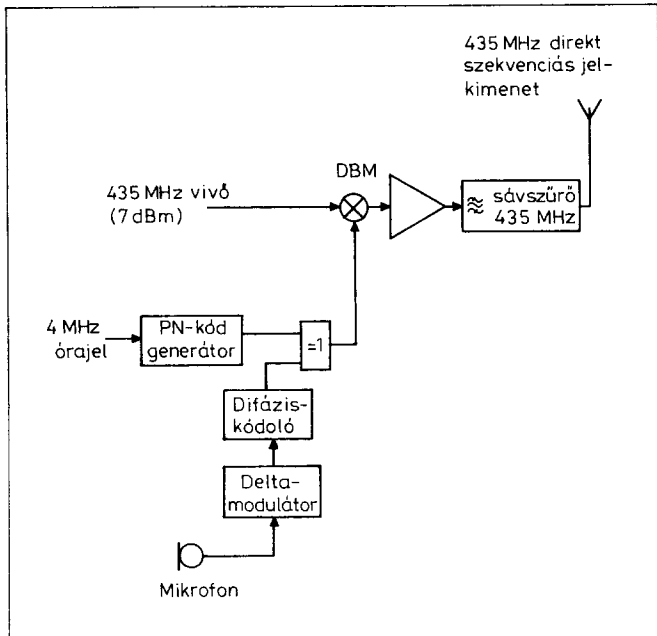 435 MHz direkt
szekvenciás jel-
kimenet
DBM
435 MHz vivő
(7 dBm)
sávszűrő
435 MHz
4 MHz
órajel
PN-kód
generátor
=1
Difázis-
kódoló
Delta-
modulátor
Mikrofon